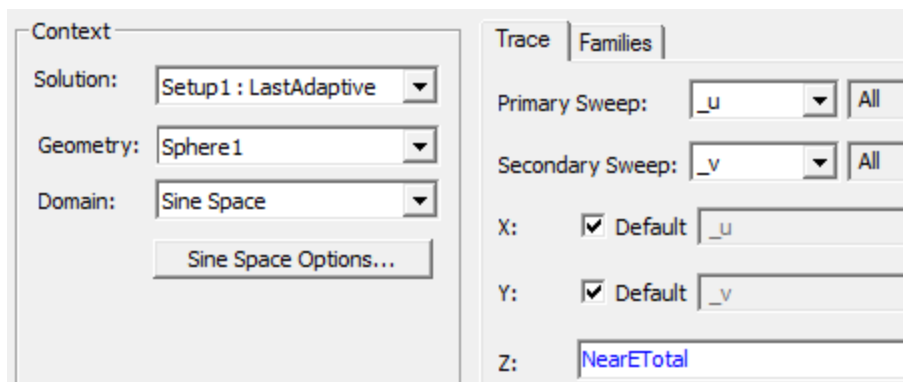 Context
Solution: Setup1 : LastAdaptive
Geometry: Sphere1
Domain: Sine Space
Sine Space Options...
Trace Families
Primary Sweep: _u All
Secondary Sweep: _v All
X: Default _u
Y: Default _v
Z: NearETotal